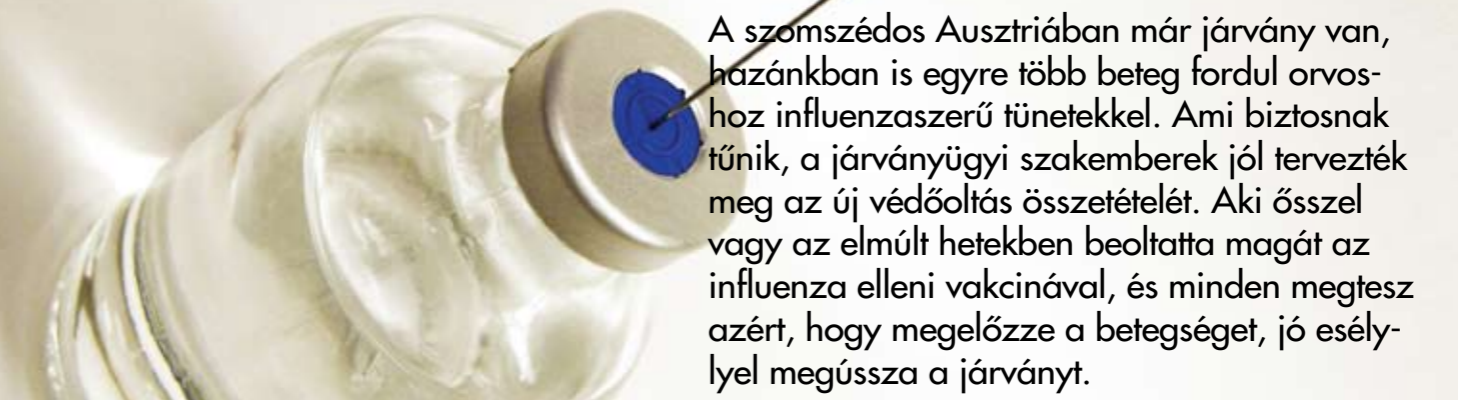 A szomszédos Ausztriában már járvány van,
hazánkban is egyre több beteg fordul orvos-
hoz influenzaszerű tünetekkel. Ami biztosnak
tűnik, a járványügyi szakemberek jól tervezték
meg az új védőoltás összetételét. Aki ősszel
vagy az elmúlt hetekben beoltatta magát az
influenza elleni vakcinával, és minden megtesz
azért, hogy megelőzze a betegséget, jó esély-
lyel megússza a járványt.